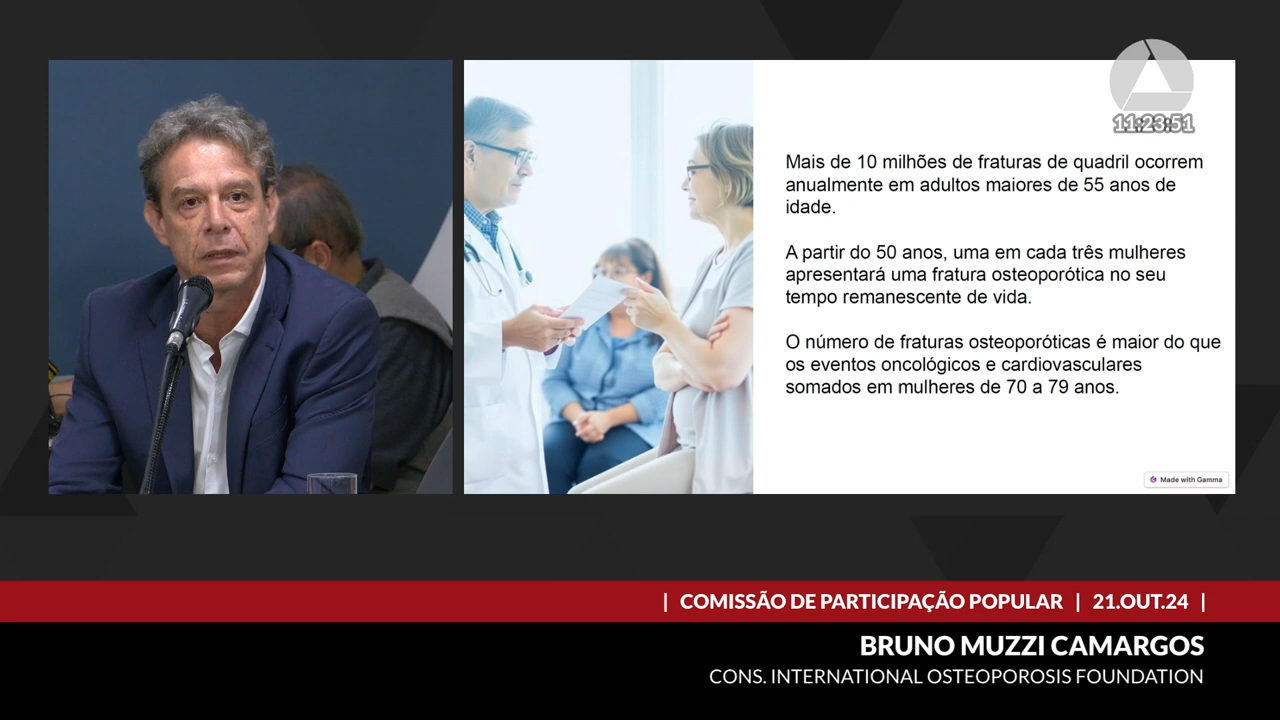 11:23:51
Mais de 10 milhões de fraturas de quadril ocorrem
anualmente em adultos maiores de 55 anos de
idade.
A partir do 50 anos, uma em cada três mulheres
apresentará uma fratura osteoporótica no seu
tempo remanescente de vida.
O número de fraturas osteoporóticas é maior do que
os eventos oncológicos e cardiovasculares
somados em mulheres de 70 a 79 anos.
Made with Gamma
| COMISSÃO DE PARTICIPAÇÃO POPULAR | 21.OUT.24 |
BRUNO MUZZI CAMARGOS
CONS. INTERNATIONAL OSTEOPOROSIS FOUNDATION